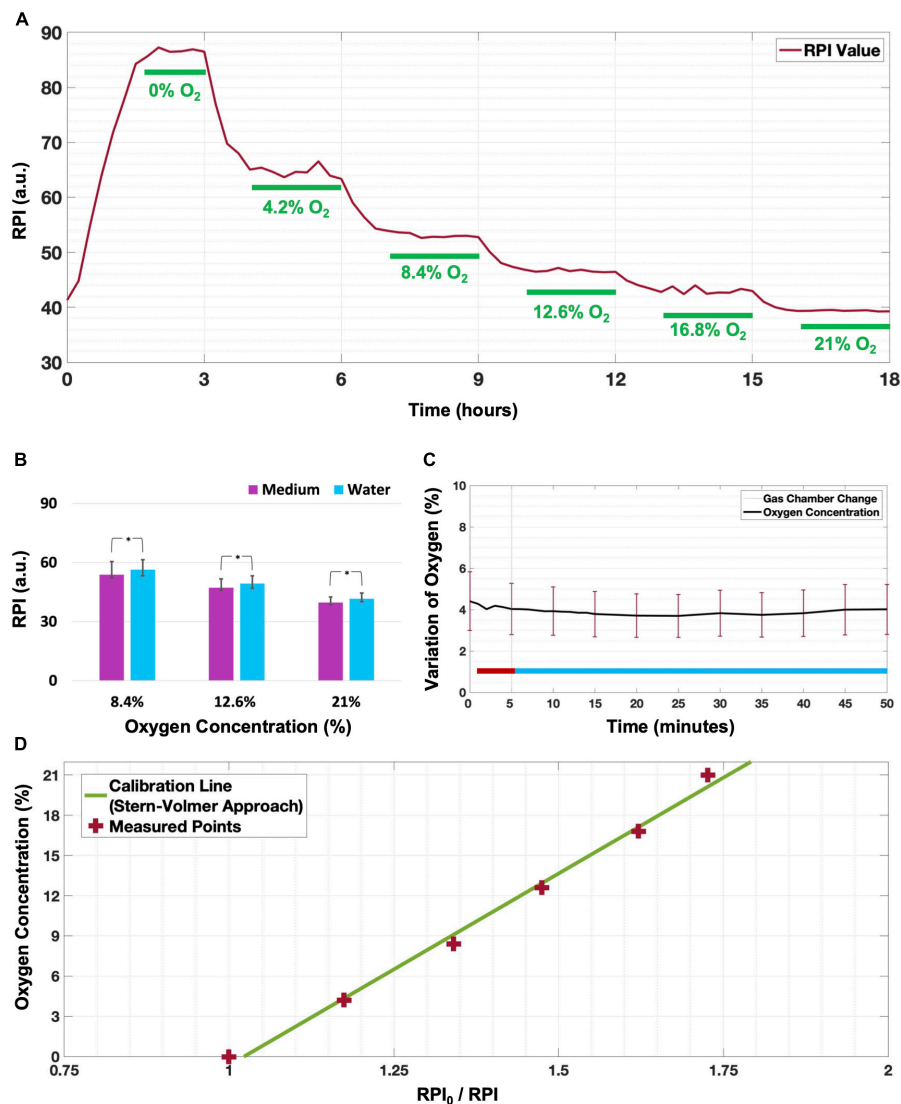 A
90
80
70
60
50
40
30
RPI (a.u.)
RPI Value
0% O₂
4.2% O₂
8.4% O₂
12.6% O₂
16.8% O₂
21% O₂
0 3 6 9 12 15 18
Time (hours)
B
Medium Water
90
60
30
0
RPI (a.u.)
* * *
8.4% 12.6% 21%
Oxygen Concentration (%)
C
10
8
6
4
2
0
Variation of Oxygen (%)
Gas Chamber Change
Oxygen Concentration
0 5 10 15 20 25 30 35 40 45 50
Time (minutes)
D
21
18
15
12
9
6
3
0
Oxygen Concentration (%)
Calibration Line
(Stern-Volmer Approach)
Measured Points
0.75 1 1.25 1.5 1.75 2
RPI₀ / RPI